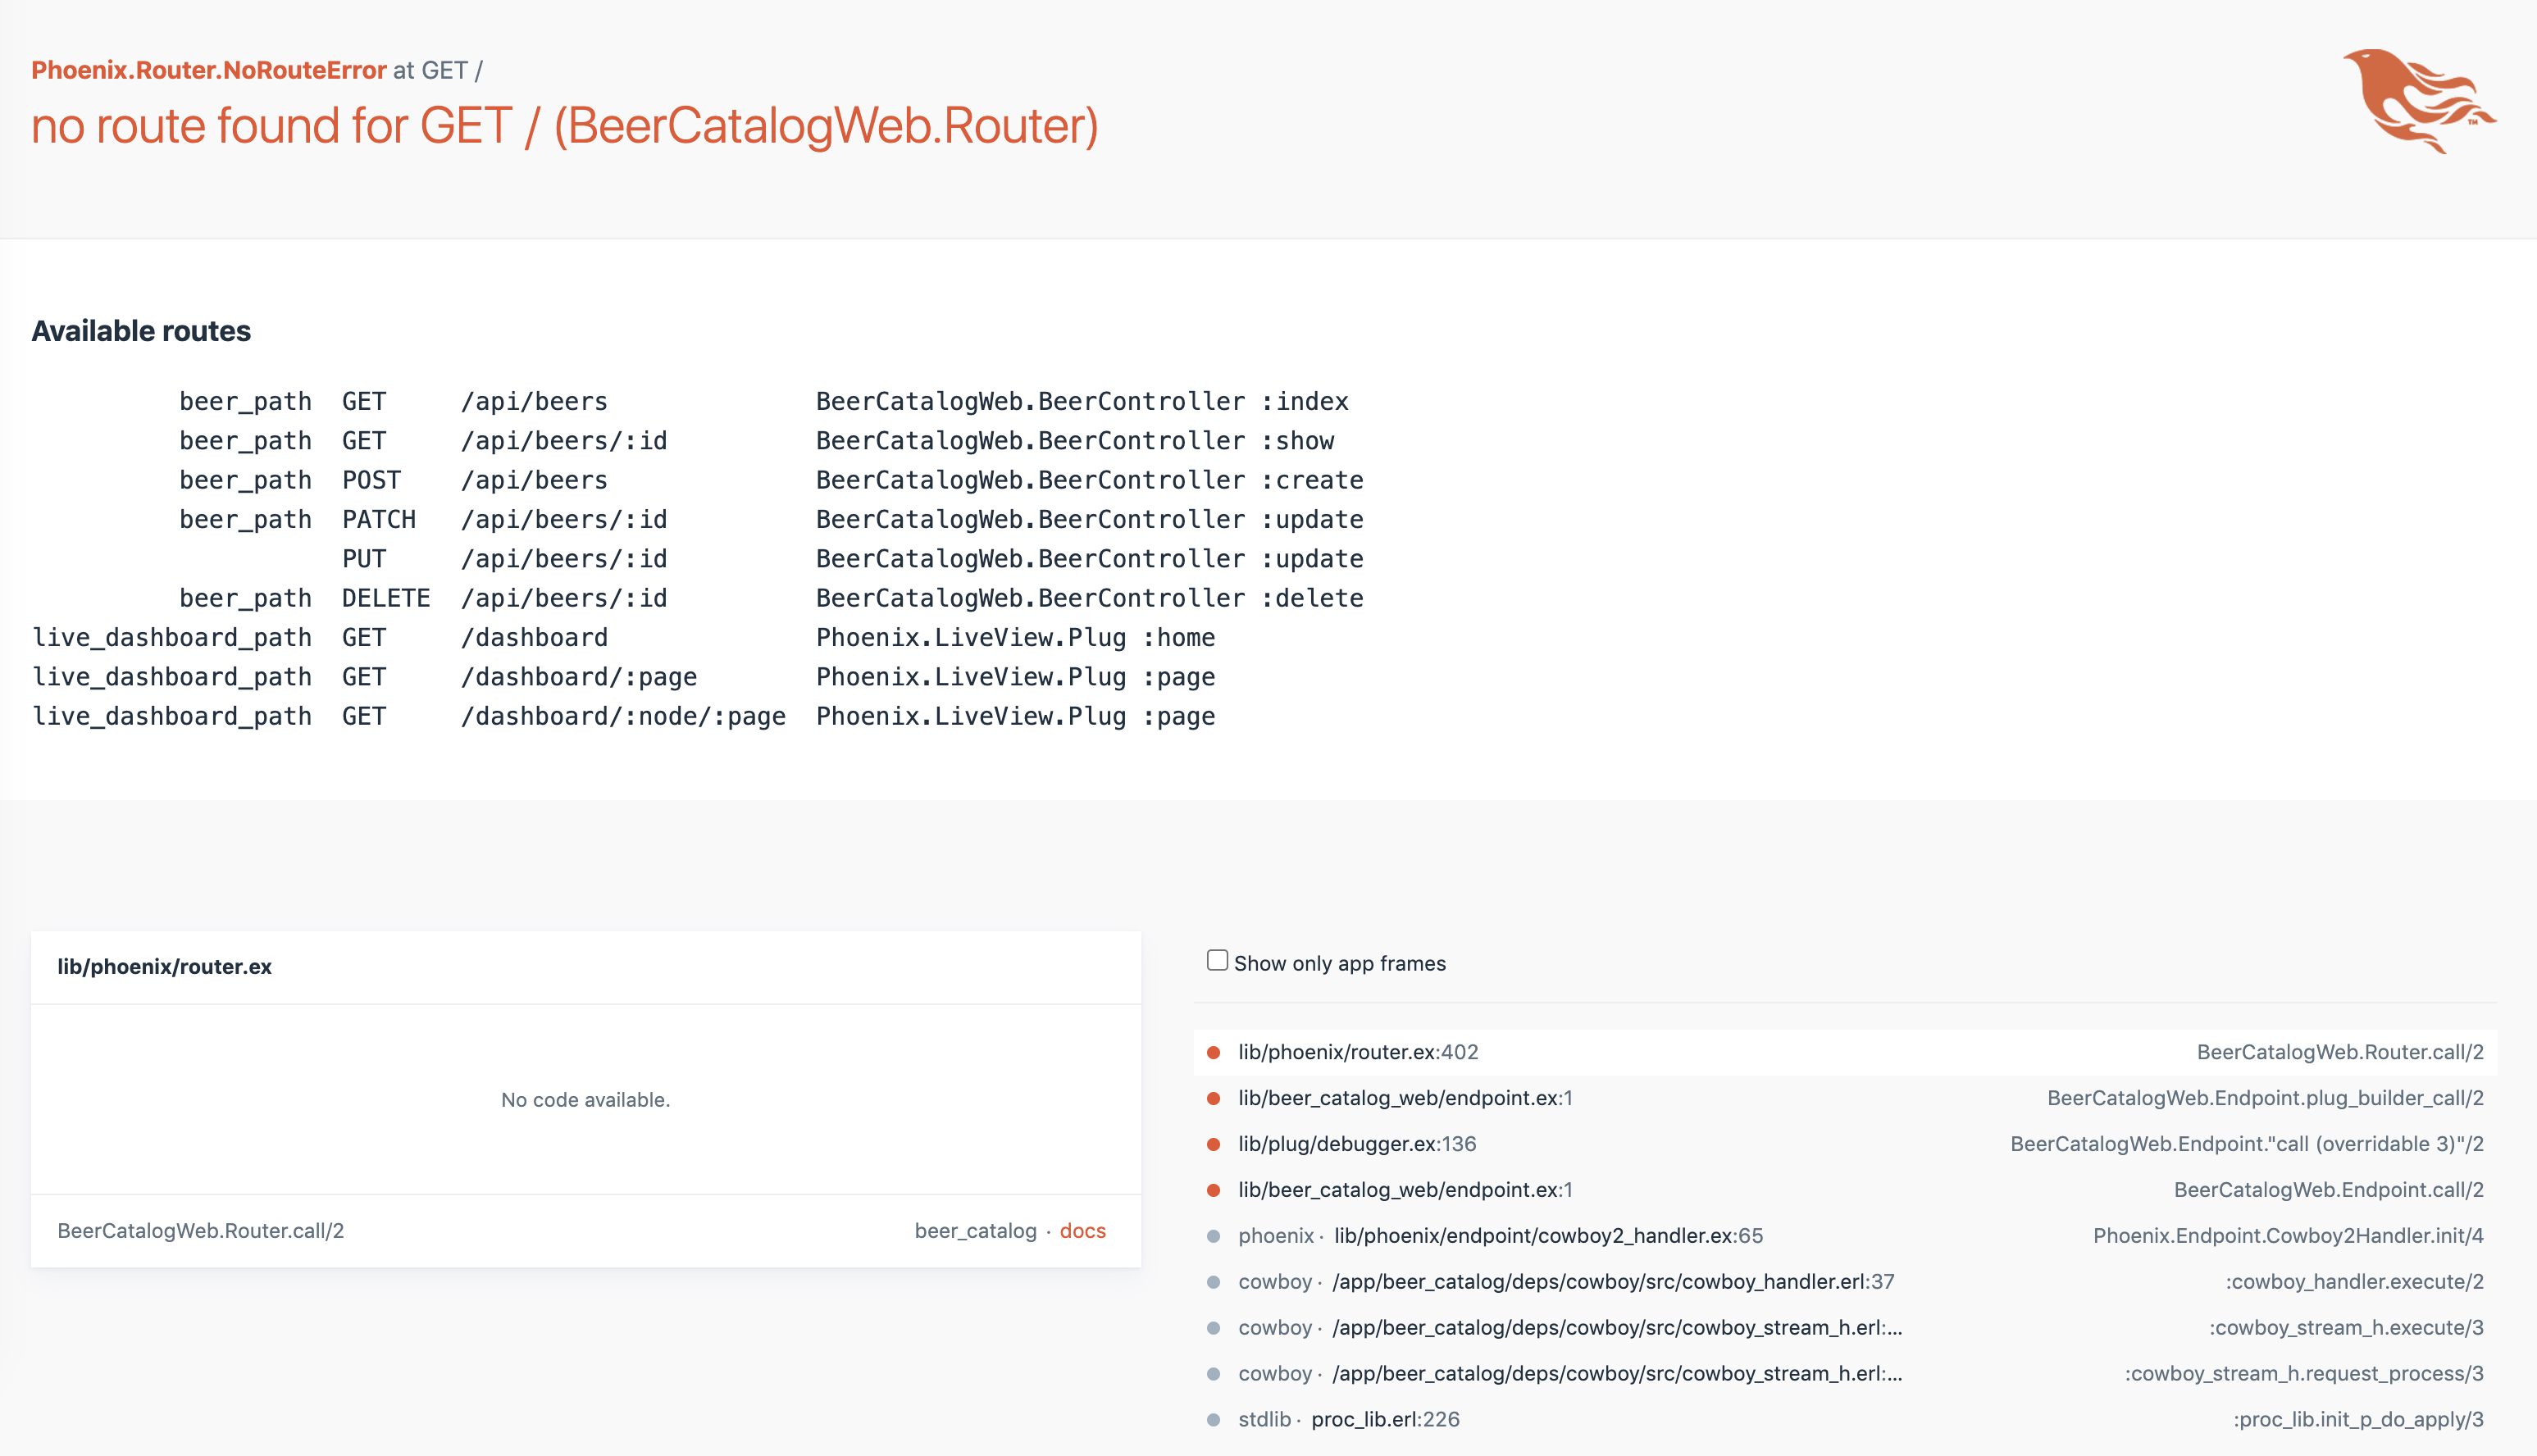 Phoenix.Router.NoRouteError at GET /
no route found for GET / (BeerCatalogWeb.Router)
TM
Available routes
beer_path GET /api/beers BeerCatalogWeb.BeerController :index
beer_path GET /api/beers/:id BeerCatalogWeb.BeerController :show
beer_path POST /api/beers BeerCatalogWeb.BeerController :create
beer_path PATCH /api/beers/:id BeerCatalogWeb.BeerController :update
PUT /api/beers/:id BeerCatalogWeb.BeerController :update
beer_path DELETE /api/beers/:id BeerCatalogWeb.BeerController :delete
live_dashboard_path GET /dashboard Phoenix.LiveView.Plug :home
live_dashboard_path GET /dashboard/:page Phoenix.LiveView.Plug :page
live_dashboard_path GET /dashboard/:node/:page Phoenix.LiveView.Plug :page
lib/phoenix/router.ex
No code available.
BeerCatalogWeb.Router.call/2 beer_catalog · docs
Show only app frames
lib/phoenix/router.ex:402 BeerCatalogWeb.Router.call/2
lib/beer_catalog_web/endpoint.ex:1 BeerCatalogWeb.Endpoint.plug_builder_call/2
lib/plug/debugger.ex:136 BeerCatalogWeb.Endpoint."call (overridable 3)"/2
lib/beer_catalog_web/endpoint.ex:1 BeerCatalogWeb.Endpoint.call/2
phoenix · lib/phoenix/endpoint/cowboy2_handler.ex:65 Phoenix.Endpoint.Cowboy2Handler.init/4
cowboy · /app/beer_catalog/deps/cowboy/src/cowboy_handler.erl:37 :cowboy_handler.execute/2
cowboy · /app/beer_catalog/deps/cowboy/src/cowboy_stream_h.erl:... :cowboy_stream_h.execute/3
cowboy · /app/beer_catalog/deps/cowboy/src/cowboy_stream_h.erl:... :cowboy_stream_h.request_process/3
stdlib · proc_lib.erl:226 :proc_lib.init_p_do_apply/3